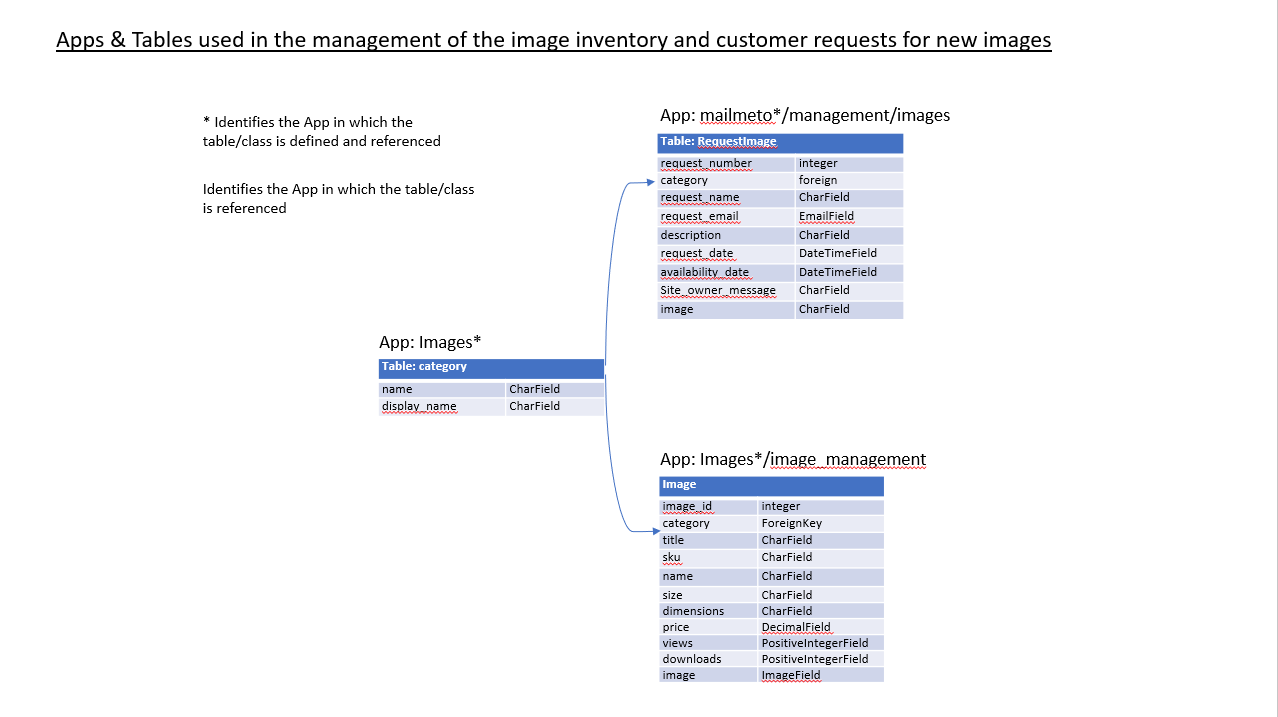 Apps & Tables used in the management of the image inventory and customer requests for new images
* Identifies the App in which the
table/class is defined and referenced
Identifies the App in which the table/class
is referenced
App: mailmeto*/management/images
Table: RequestImage
request_number integer
category foreign
request_name CharField
request_email EmailField
description CharField
request_date DateTimeField
availability_date DateTimeField
Site_owner_message CharField
image CharField
App: Images*
Table: category
name CharField
display_name CharField
App: Images*/image_management
Image
image_id integer
category ForeignKey
title CharField
sku CharField
name CharField
size CharField
dimensions CharField
price DecimalField
views PositiveIntegerField
downloads PositiveIntegerField
image ImageField